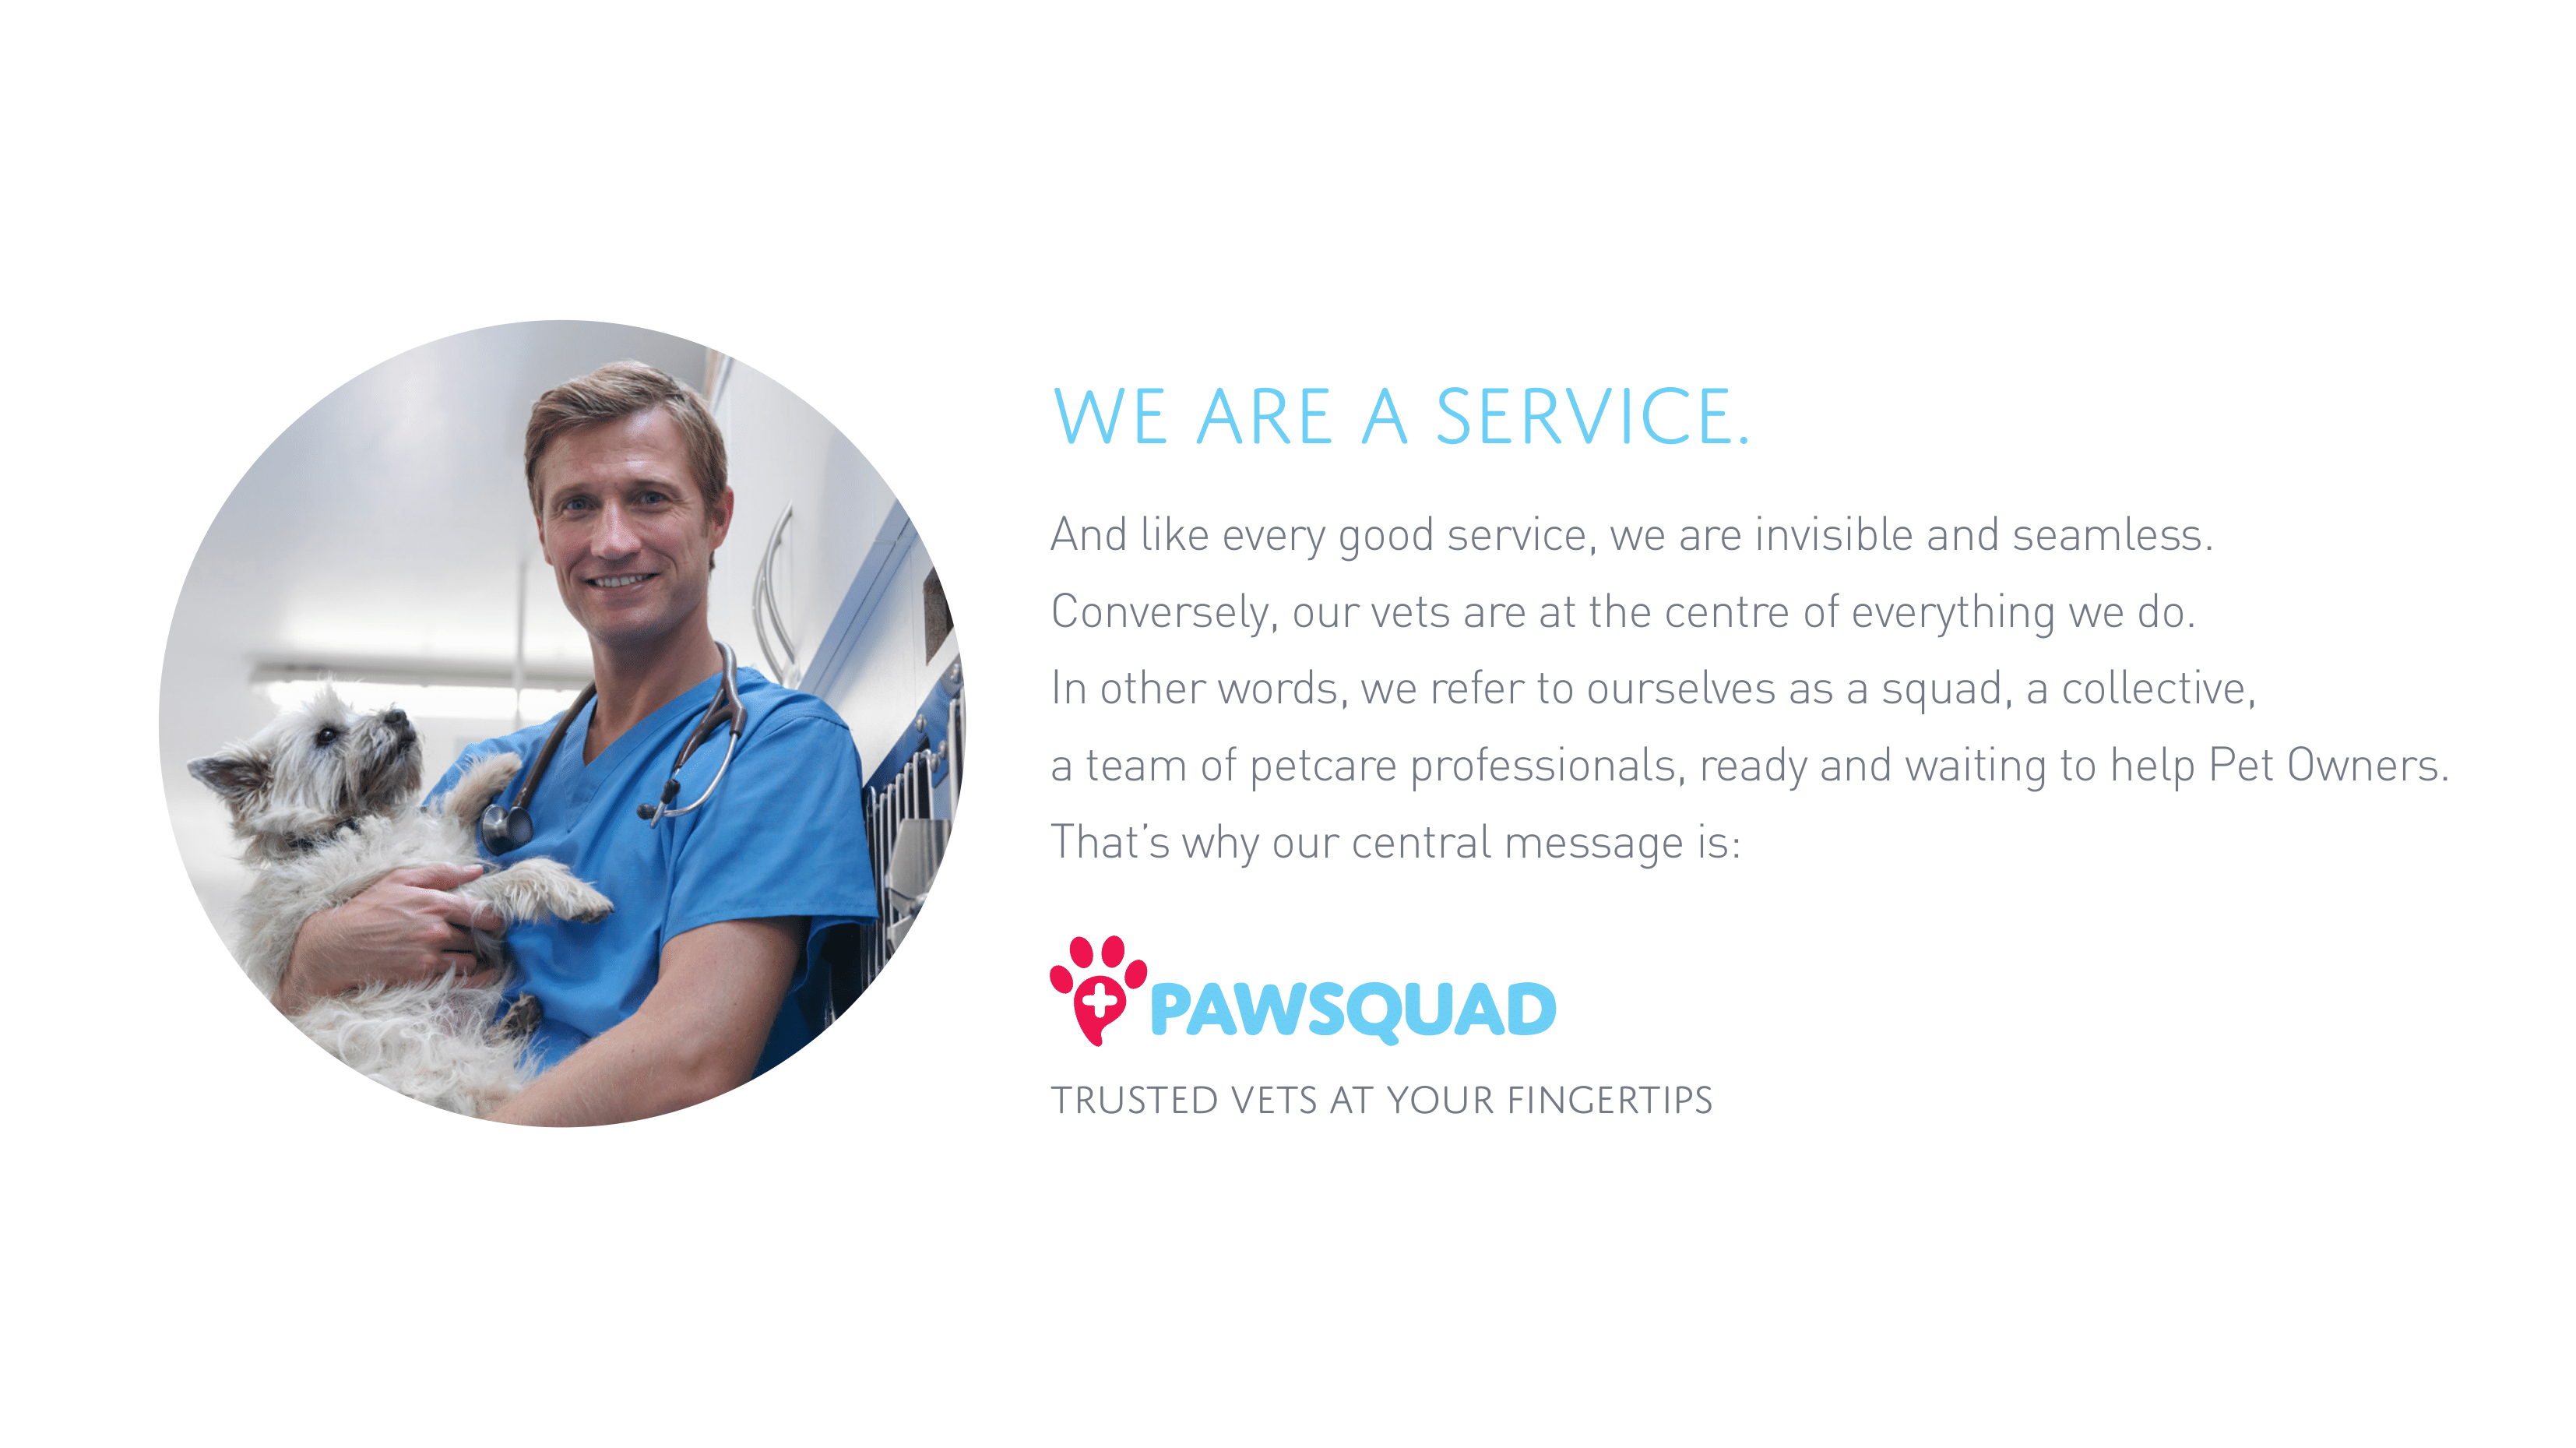 WE ARE A SERVICE.
And like every good service, we are invisible and seamless.
Conversely, our vets are at the centre of everything we do.
In other words, we refer to ourselves as a squad, a collective,
a team of petcare professionals, ready and waiting to help Pet Owners.
That’s why our central message is:
PAWSQUAD
TRUSTED VETS AT YOUR FINGERTIPS